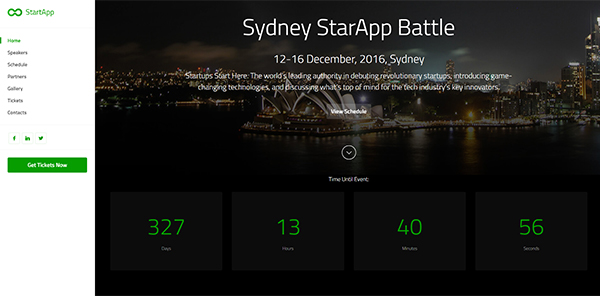 StartApp
Home
Speakers
Schedule
Partners
Gallery
Tickets
Contacts
Get Tickets Now
Sydney StarApp Battle
12-16 December, 2016, Sydney
Startups Start Here: The world's leading authority in debuting revolutionary startups, introducing game-
changing technologies, and discussing what's top of mind for the tech industry's key innovators.
View Schedule
Time Until Event:
327
Days
13
Hours
40
Minutes
56
Seconds